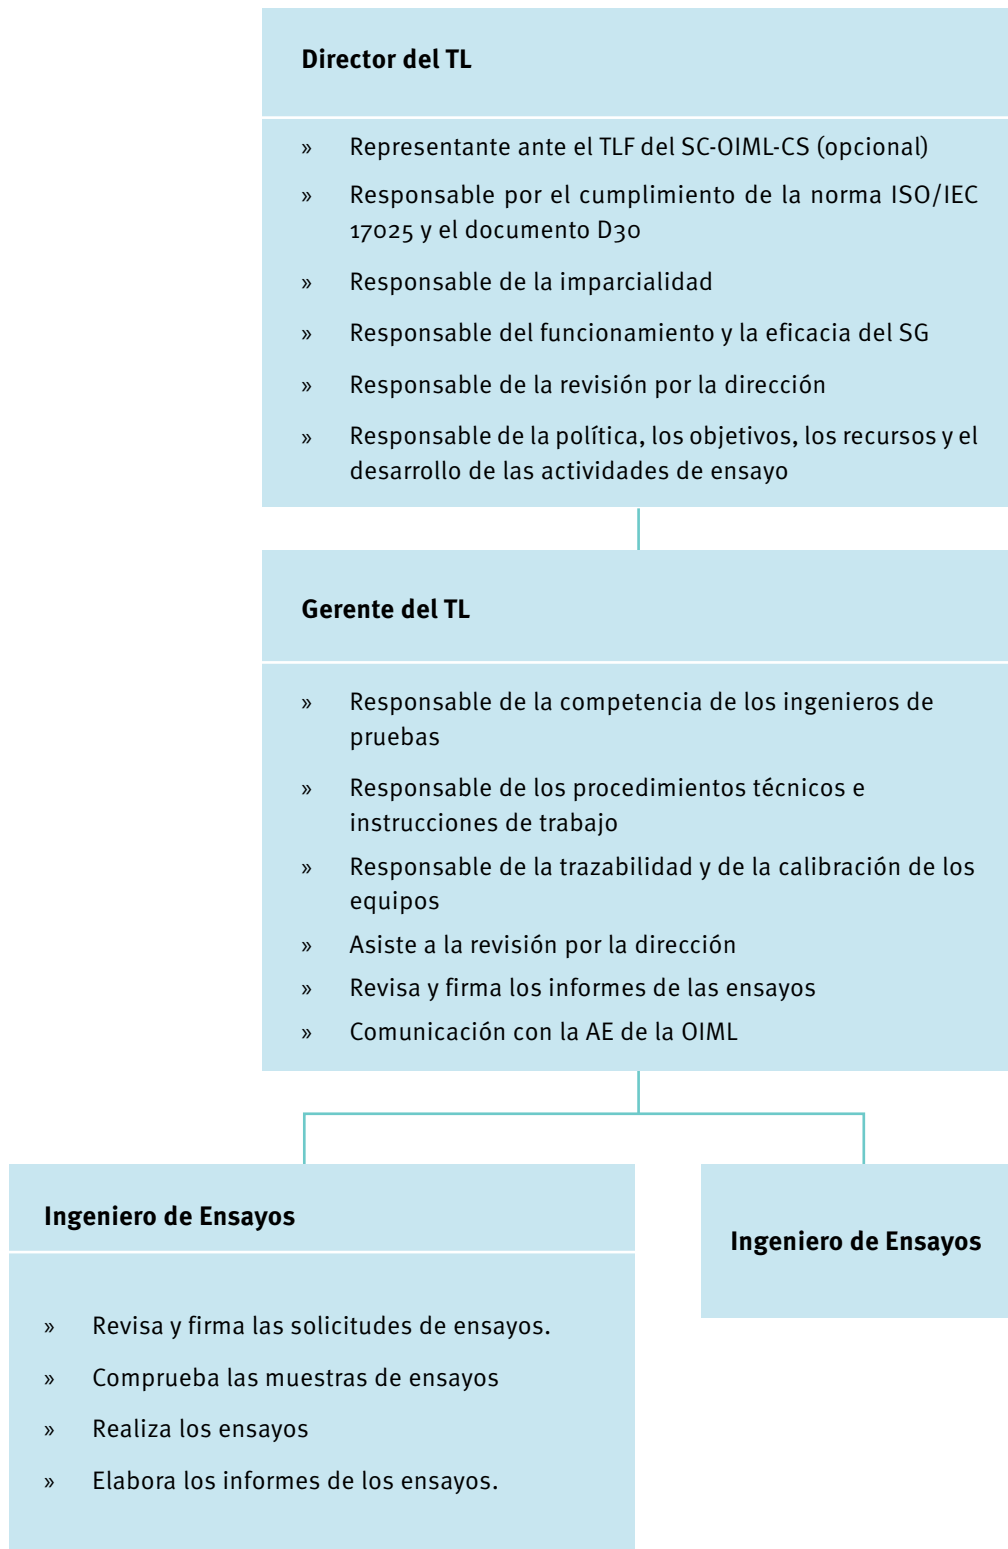 Director del TL
» Representante ante el TLF del SC-OIML-CS (opcional)
» Responsable por el cumplimiento de la norma ISO/IEC
17025 y el documento D30
» Responsable de la imparcialidad
» Responsable del funcionamiento y la eficacia del SG
» Responsable de la revisión por la dirección
» Responsable de la política, los objetivos, los recursos y el
desarrollo de las actividades de ensayo
Gerente del TL
» Responsable de la competencia de los ingenieros de
pruebas
» Responsable de los procedimientos técnicos e
instrucciones de trabajo
» Responsable de la trazabilidad y de la calibración de los
equipos
» Asiste a la revisión por la dirección
» Revisa y firma los informes de las ensayos
» Comunicación con la AE de la OIML
Ingeniero de Ensayos
» Revisa y firma las solicitudes de ensayos.
» Comprueba las muestras de ensayos
» Realiza los ensayos
» Elabora los informes de los ensayos.
Ingeniero de Ensayos